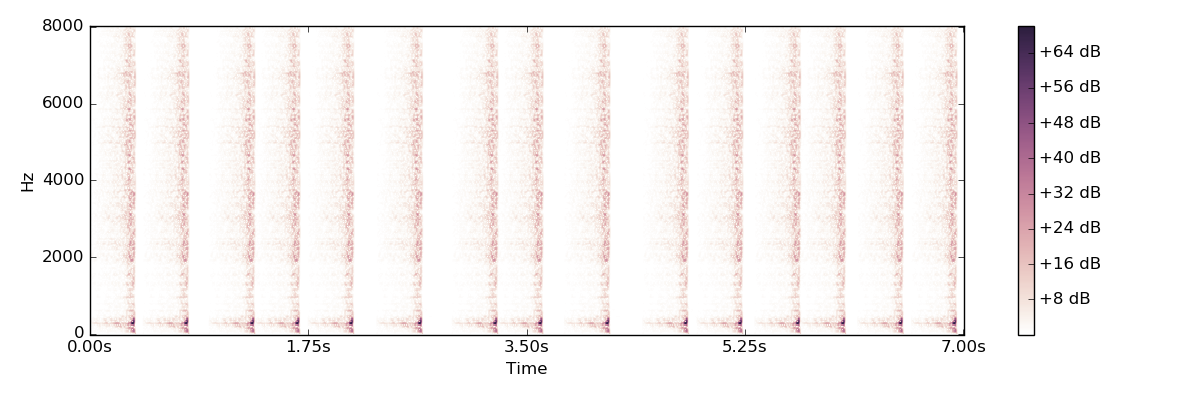 8000
6000
4000
2000
0
Hz
0.00s 1.75s 3.50s 5.25s 7.00s
Time
+64 dB
+56 dB
+48 dB
+40 dB
+32 dB
+24 dB
+16 dB
+8 dB